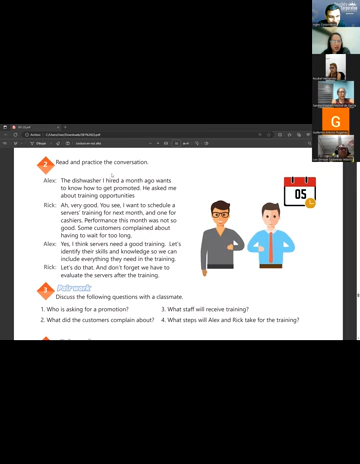 2 Read and practice the conversation.
Alex: The dishwasher I hired a month ago wants
to know how to get promoted. He asked me
about training opportunities
Rick: Ah, very good. You see, I want to schedule a
servers' training for next month, and one for
cashiers. Performance this month was not so
good. Some customers complained about
having to wait for too long.
Alex: Yes, I think servers need a good training. Let's
identify their skills and knowledge so we can
include everything they need in the training.
Rick: Let's do that. And don't forget we have to
evaluate the servers after the training.
05
3 Pair work
Discuss the following questions with a classmate.
1. Who is asking for a promotion?
2. What did the customers complain about?
3. What staff will receive training?
4. What steps will Alex and Rick take for the training?
G